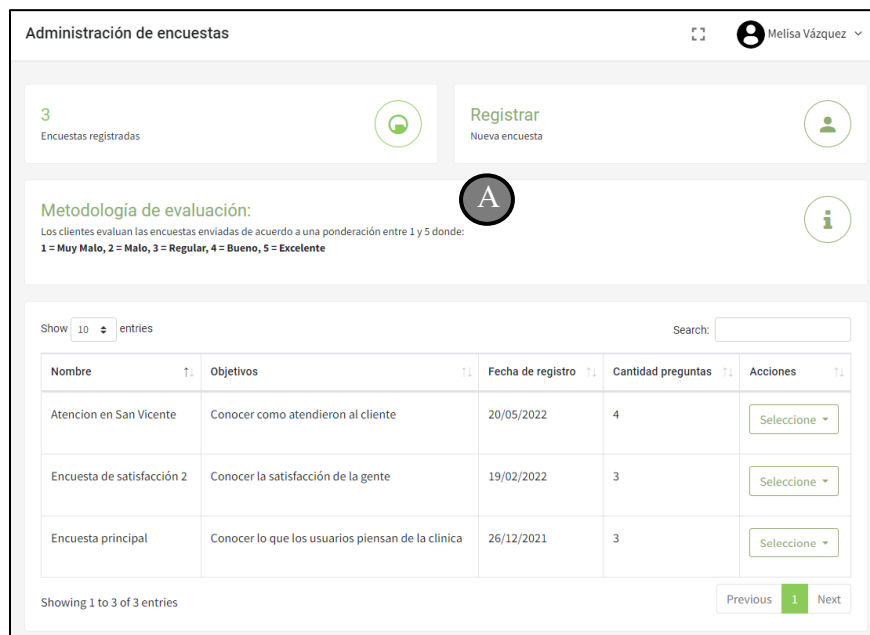 Administración de encuestas
Melisa Vázquez
3
Encuestas registradas
Registrar
Nueva encuesta
A
Metodología de evaluación:
Los clientes evaluan las encuestas enviadas de acuerdo a una ponderación entre 1 y 5 donde:
1 = Muy Malo, 2 = Malo, 3 = Regular, 4 = Bueno, 5 = Excelente
Show 10 entries
Search:
Nombre Objetivos Fecha de registro Cantidad preguntas Acciones
Atencion en San Vicente Conocer como atendieron al cliente 20/05/2022 4 Seleccione
Encuesta de satisfacción 2 Conocer la satisfacción de la gente 19/02/2022 3 Seleccione
Encuesta principal Conocer lo que los usuarios piensan de la clinica 26/12/2021 3 Seleccione
Showing 1 to 3 of 3 entries
Previous 1 Next